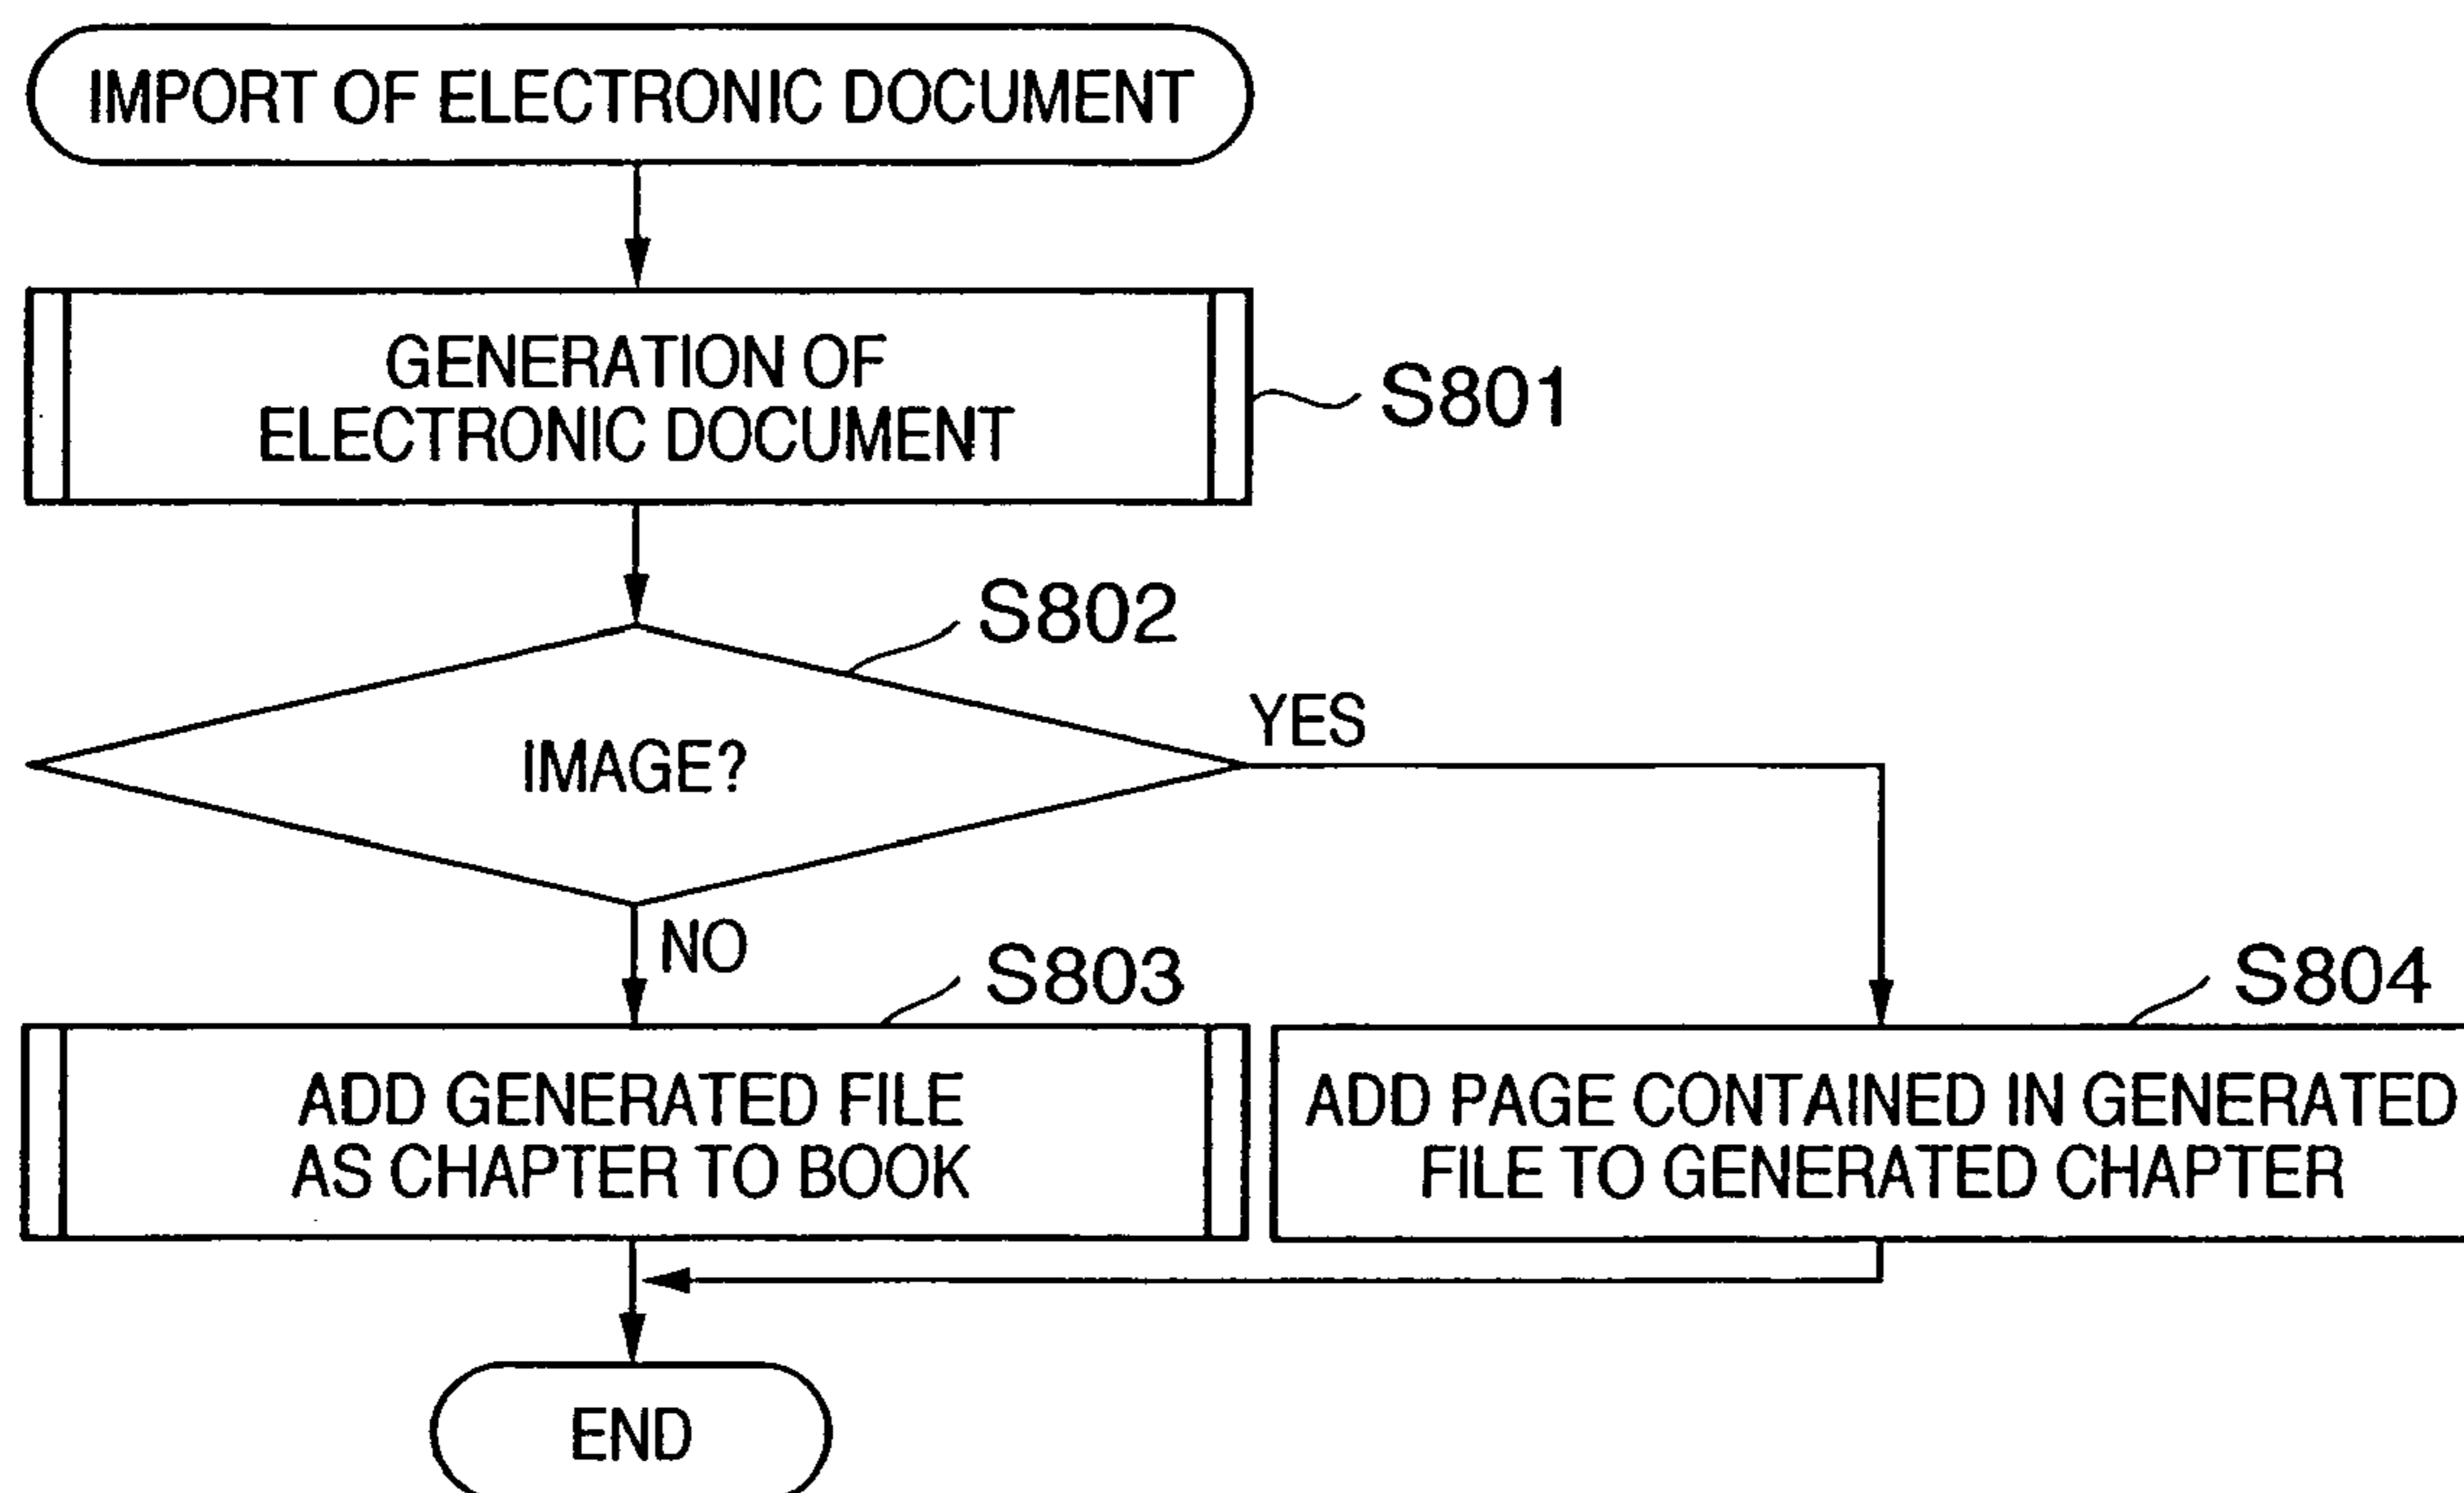 IMPORT OF ELECTRONIC DOCUMENT
GENERATION OF
ELECTRONIC DOCUMENT
S801
S802
IMAGE?
YES
NO
S803
ADD GENERATED FILE
AS CHAPTER TO BOOK
S804
ADD PAGE CONTAINED IN GENERATED
FILE TO GENERATED CHAPTER
END